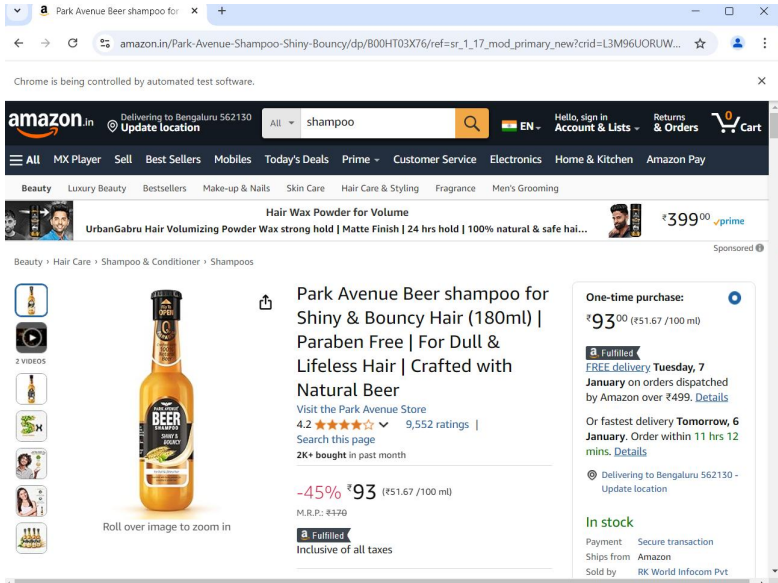 Park Avenue Beer shampoo for
amazon.in/Park-Avenue-Shampoo-Shiny-Bouncy/dp/B00HT03X76/ref=sr_1_17_mod_primary_new?crid=L3M96UORUW...
Chrome is being controlled by automated test software.
amazon.in
Delivering to Bengaluru 562130
Update location
All
shampoo
EN
Hello, sign in
Account & Lists
Returns
& Orders
0
Cart
All MX Player Sell Best Sellers Mobiles Today's Deals Prime Customer Service Electronics Home & Kitchen Amazon Pay
Beauty Luxury Beauty Bestsellers Make-up & Nails Skin Care Hair Care & Styling Fragrance Men's Grooming
Hair Wax Powder for Volume
UrbanGabru Hair Volumizing Powder Wax strong hold | Matte Finish | 24 hrs hold | 100% natural & safe hai...
₹39900 prime
Sponsored
Beauty › Hair Care › Shampoo & Conditioner › Shampoos
2 VIDEOS
OPEN
PARK AVENUE
BEER
SHAMPOO
SHINY &
BOUNCY
Roll over image to zoom in
Park Avenue Beer shampoo for
Shiny & Bouncy Hair (180ml) |
Paraben Free | For Dull &
Lifeless Hair | Crafted with
Natural Beer
Visit the Park Avenue Store
4.2 9,552 ratings |
Search this page
2K+ bought in past month
-45% ₹93 (₹51.67 /100 ml)
M.R.P.: ₹170
a Fulfilled
Inclusive of all taxes
One-time purchase:
₹9300 (₹51.67 /100 ml)
a Fulfilled
FREE delivery Tuesday, 7
January on orders dispatched
by Amazon over ₹499. Details
Or fastest delivery Tomorrow, 6
January. Order within 11 hrs 12
mins. Details
Delivering to Bengaluru 562130 -
Update location
In stock
Payment Secure transaction
Ships from Amazon
Sold by RK World Infocom Pvt